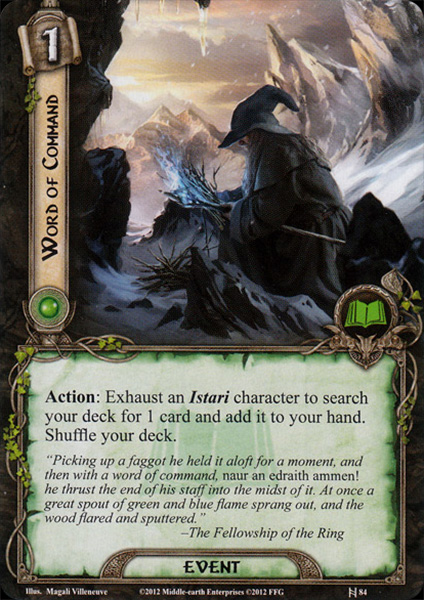 1
WORD OF COMMAND
Action: Exhaust an Istari character to search
your deck for 1 card and add it to your hand.
Shuffle your deck.
“Picking up a faggot he held it aloft for a moment, and
then with a word of command, naur an edraith ammen!
he thrust the end of his staff into the midst of it. At once a
great spout of green and blue flame sprang out, and the
wood flared and sputtered.”
–The Fellowship of the Ring
EVENT
Illus. Magali Villeneuve ©2012 Middle-earth Enterprises ©2012 FFG 84